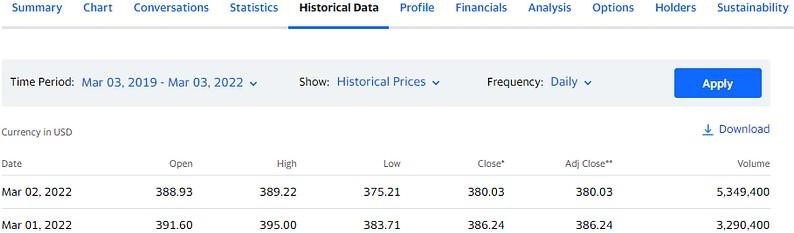 Summary Chart Conversations Statistics Historical Data Profile Financials Analysis Options Holders Sustainability
Time Period: Mar 03, 2019 - Mar 03, 2022 Show: Historical Prices Frequency: Daily Apply
Currency in USD Download
Date Open High Low Close* Adj Close** Volume
Mar 02, 2022 388.93 389.22 375.21 380.03 380.03 5,349,400
Mar 01, 2022 391.60 395.00 383.71 386.24 386.24 3,290,400